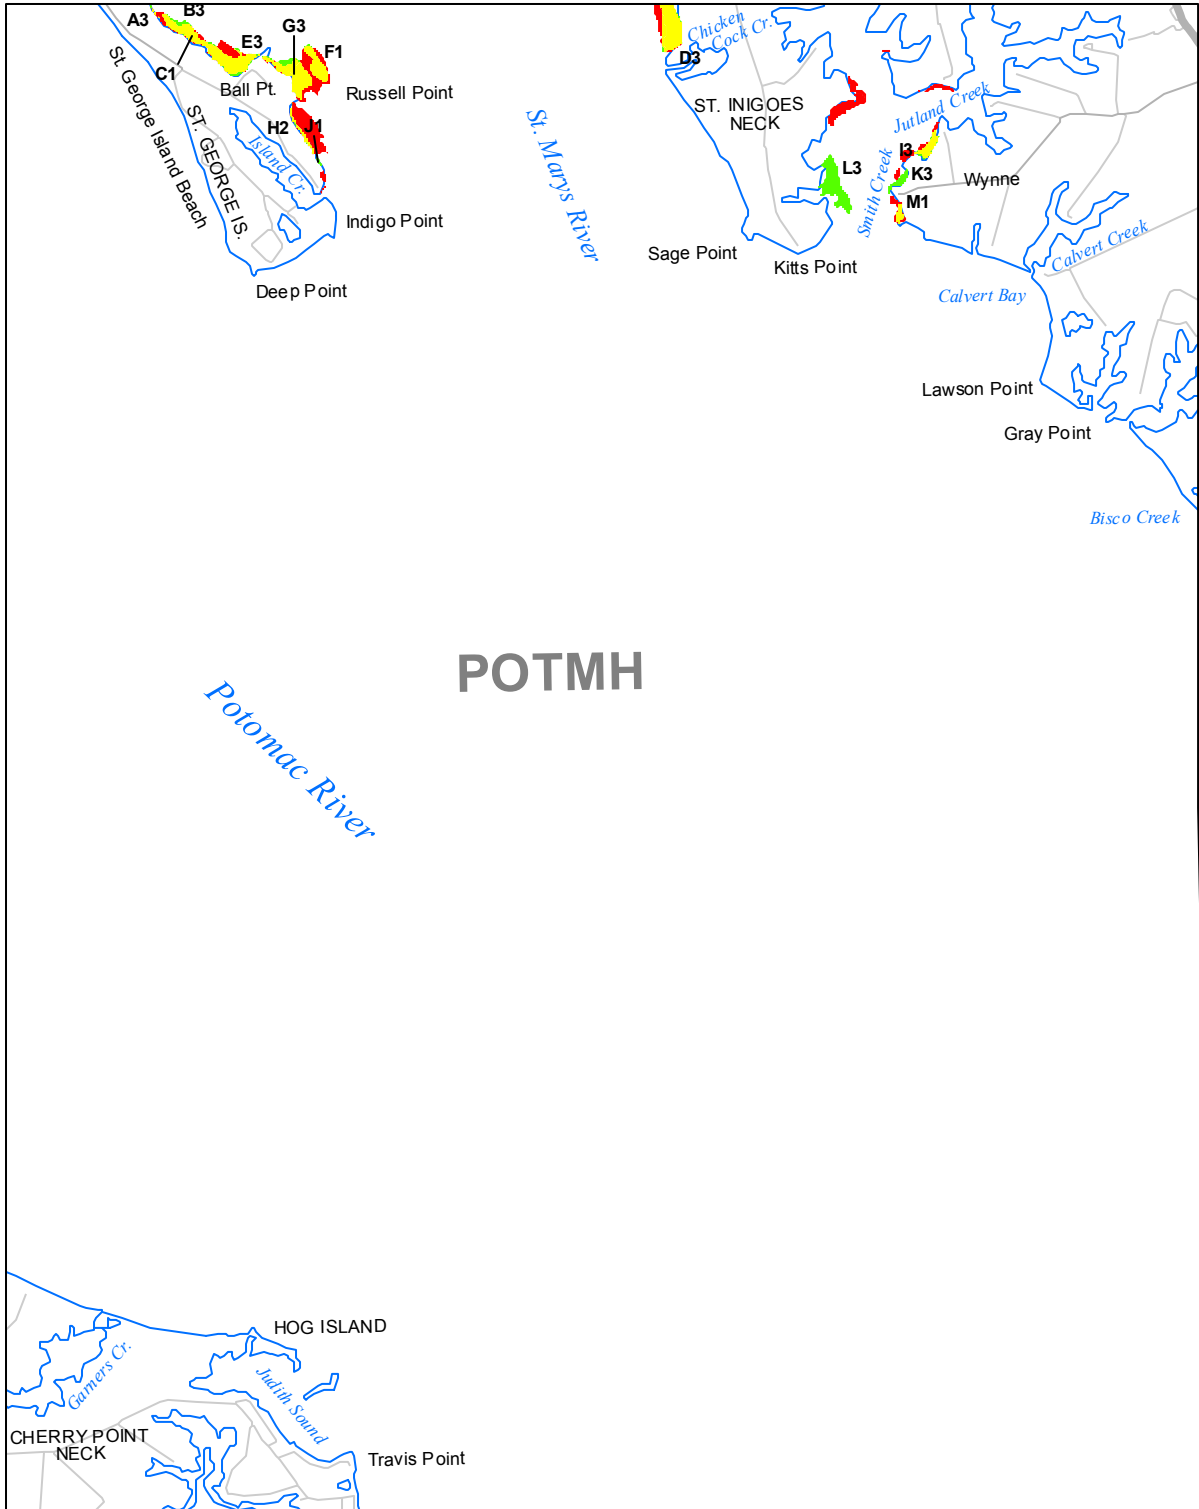 A3
B3
G3
E3
F1
C1
Ball Pt.
Russell Point
H2
J1
St. George Island Beach
ST. GEORGE IS.
Island Cr.
Indigo Point
Deep Point
St. Marys River
Chicken
Cock Cr.
D3
ST. INIGOES
NECK
Jutland Creek
I3
L3
K3
Wynne
M1
Smith Creek
Sage Point
Kitts Point
Calvert Creek
Calvert Bay
Lawson Point
Gray Point
Bisco Creek
POTMH
Potomac River
HOG ISLAND
Garners Cr.
Judith Sound
CHERRY POINT
NECK
Travis Point